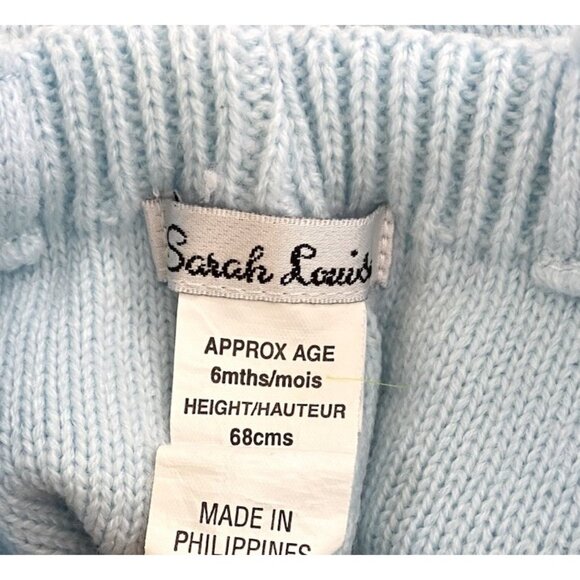 Sarah Louis
APPROX AGE
6mths/mois
HEIGHT/HAUTEUR
68cms
MADE IN
PHILIPPINES